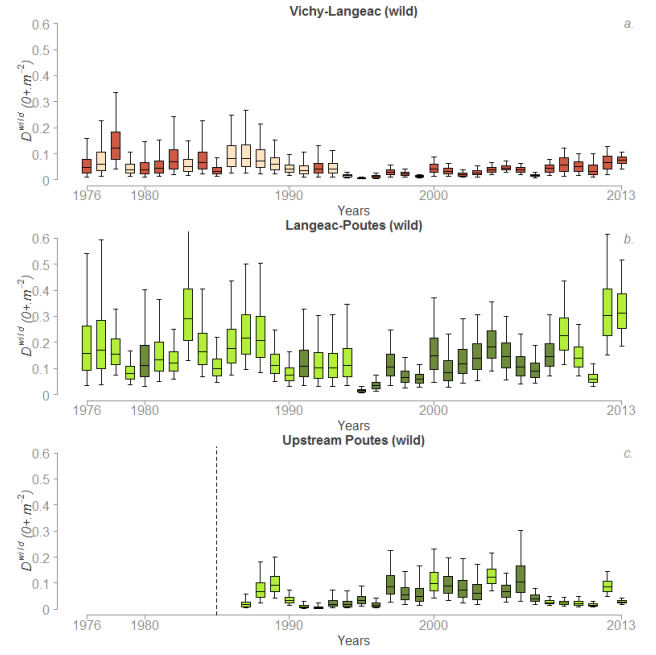 Vichy-Langeac (wild)
a.
0.6
0.5
0.4
0.3
0.2
0.1
0
D^wild (0+.m^−2)
1976 1980 1990 2000 2013
Years
Langeac-Poutes (wild)
b.
0.6
0.5
0.4
0.3
0.2
0.1
0
D^wild (0+.m^−2)
1976 1980 1990 2000 2013
Years
Upstream Poutes (wild)
c.
0.6
0.5
0.4
0.3
0.2
0.1
0
D^wild (0+.m^−2)
1976 1980 1990 2000 2013
Years